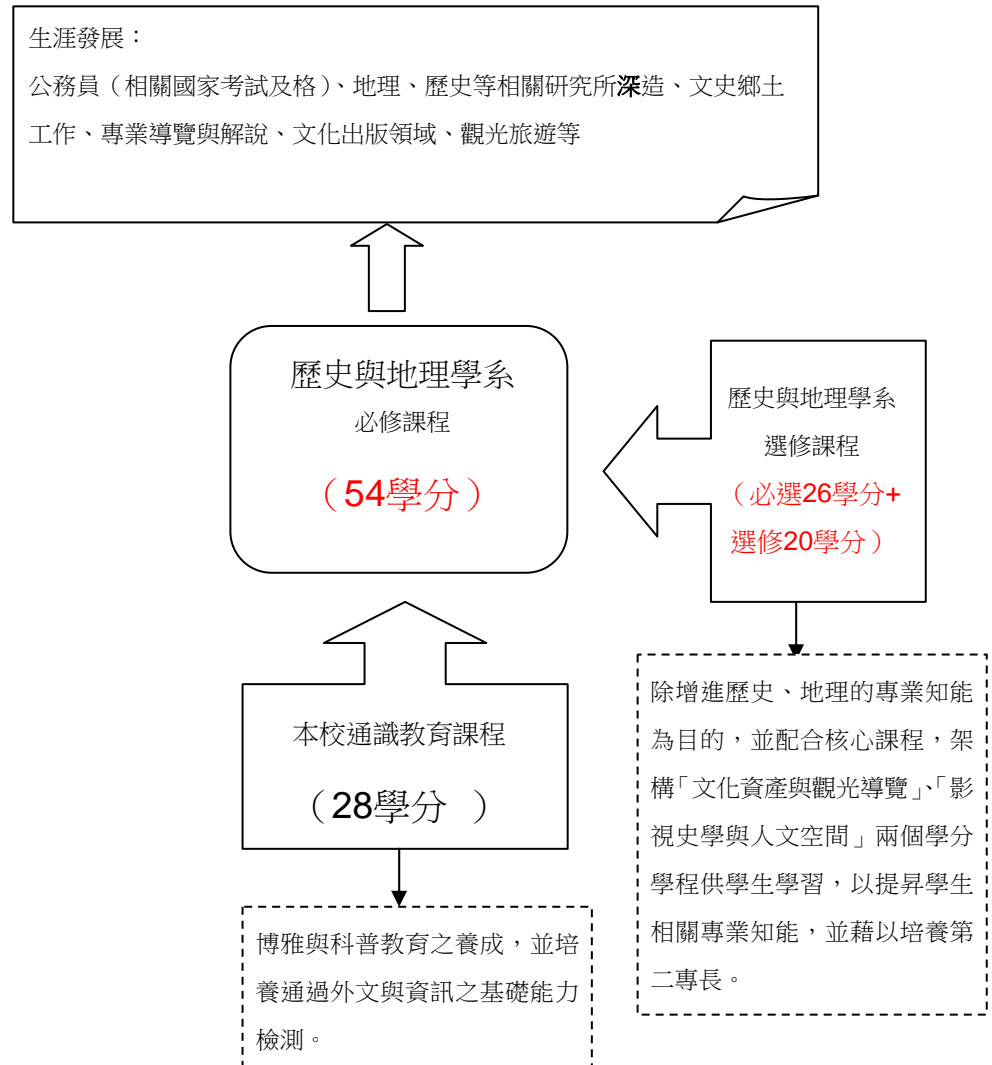 生涯發展：
公務員（相關國家考試及格）、地理、歷史等相關研究所深造、文史鄉土
工作、專業導覽與解說、文化出版領域、觀光旅遊等
歷史與地理學系
必修課程
（54學分）
歷史與地理學系
選修課程
（必選26學分+
選修20學分）
本校通識教育課程
（28學分 ）
除增進歷史、地理的專業知能
為目的，並配合核心課程，架
構「文化資產與觀光導覽」、「影
視史學與人文空間」兩個學分
學程供學生學習，以提昇學生
相關專業知能，並藉以培養第
二專長。
博雅與科普教育之養成，並培
養通過外文與資訊之基礎能力
檢測。